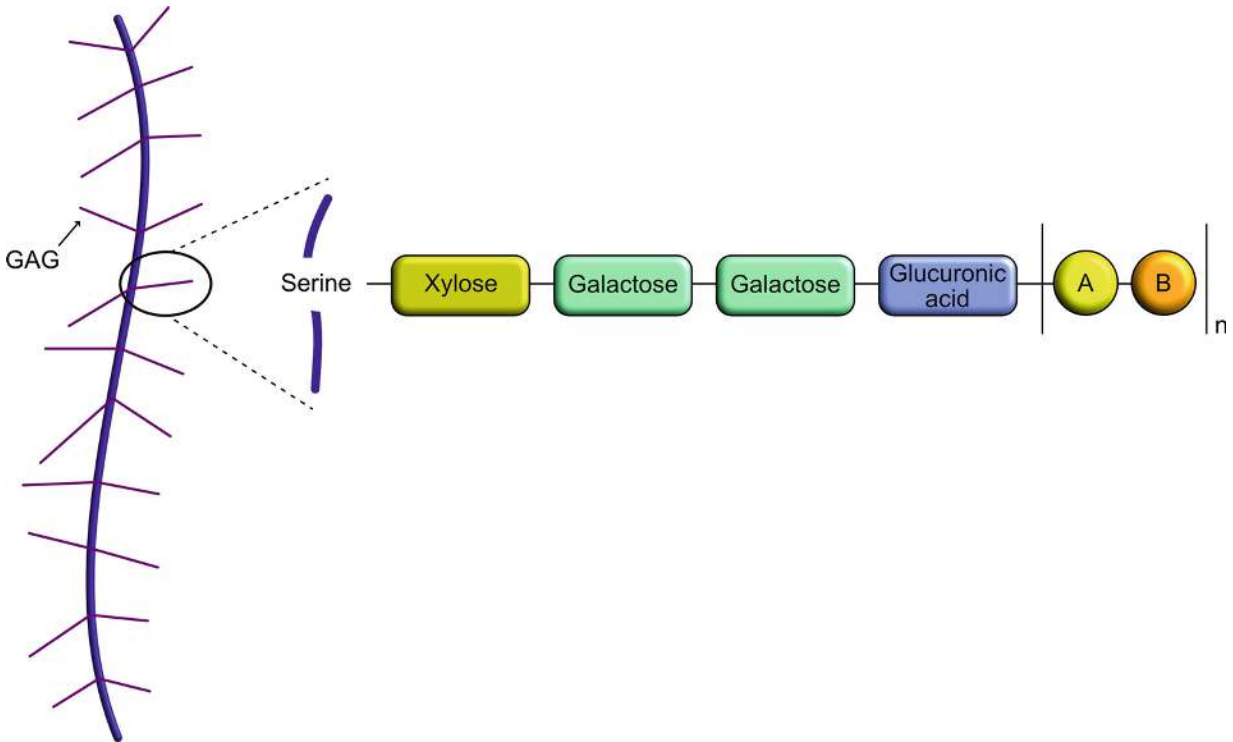 GAG
Serine
Xylose
Galactose
Galactose
Glucuronic
acid
A
B
n